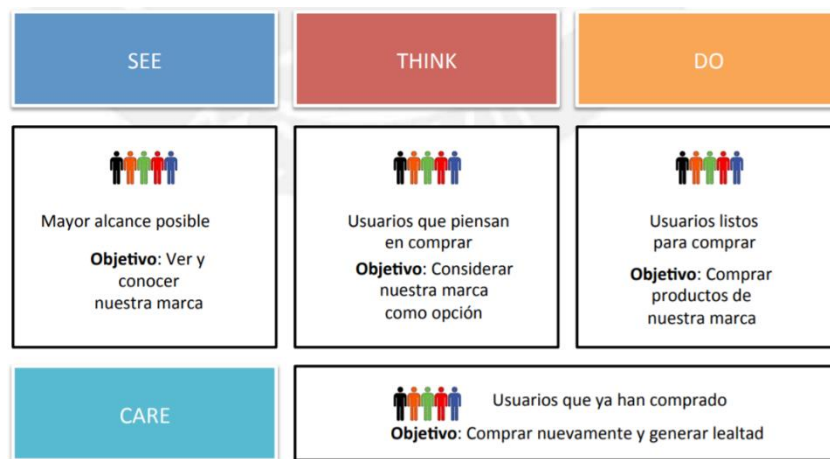 SEE
THINK
DO
Mayor alcance posible
Objetivo: Ver y
conocer
nuestra marca
Usuarios que piensan
en comprar
Objetivo: Considerar
nuestra marca
como opción
Usuarios listos
para comprar
Objetivo: Comprar
productos de
nuestra marca
CARE
Usuarios que ya han comprado
Objetivo: Comprar nuevamente y generar lealtad